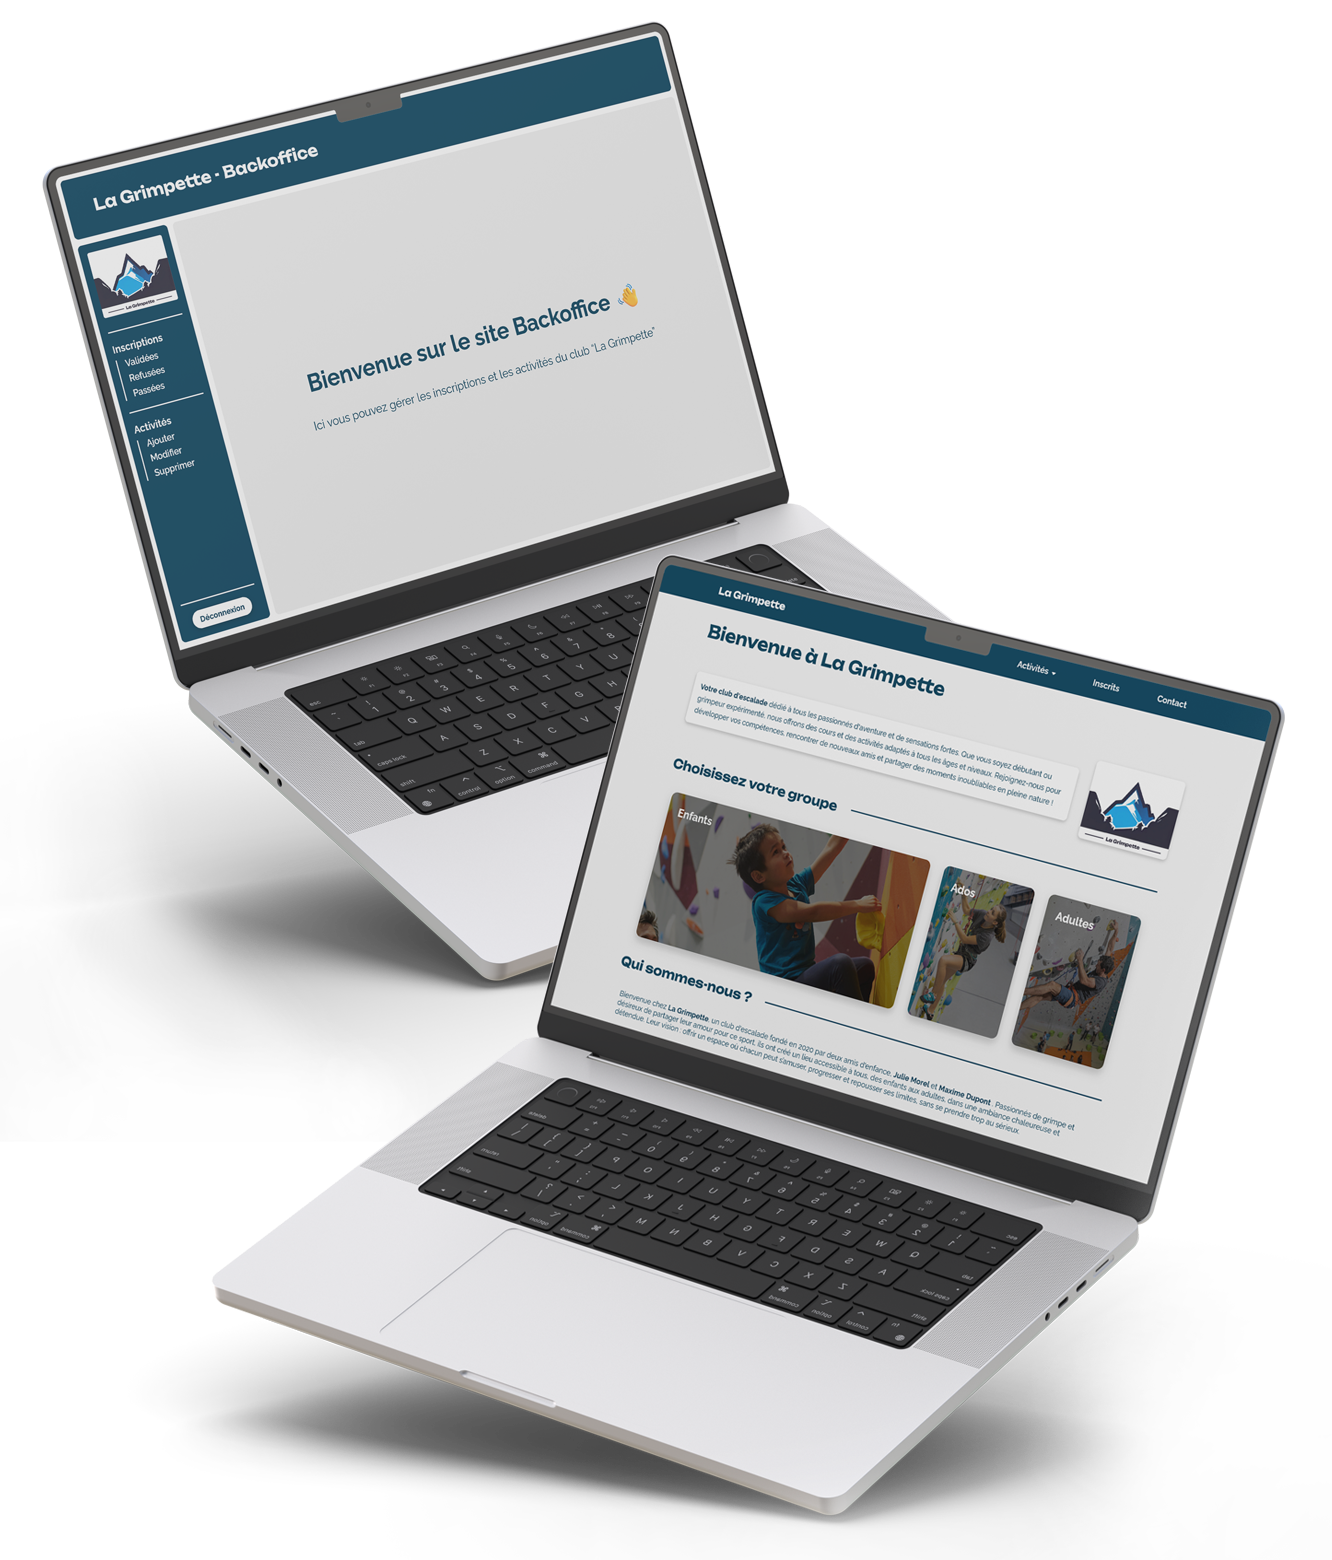 La Grimpette - Backoffice
La Grimpette
Inscriptions
Validées
Refusées
Passées
Activités
Ajouter
Modifier
Supprimer
Déconnexion
Bienvenue sur le site Backoffice 👋
Ici vous pouvez gérer les inscriptions et les activités du club "La Grimpette"
La Grimpette
Activités
Inscrits
Contact
Bienvenue à La Grimpette
Votre club d'escalade dédié à tous les passionnés d'aventure et de sensations fortes. Que vous soyez débutant ou
grimpeur expérimenté, nous offrons des cours et des activités adaptés à tous les âges et niveaux. Rejoignez-nous pour
développer vos compétences, rencontrer de nouveaux amis et partager des moments inoubliables en pleine nature !
La Grimpette
Choisissez votre groupe
Enfants
Ados
Adultes
Qui sommes-nous ?
Bienvenue chez La Grimpette, un club d'escalade fondé en 2020 par deux amis d'enfance, Julie Morel et Maxime Dupont. Passionnés de grimpe et
désireux de partager leur amour pour ce sport, ils ont créé un lieu accessible à tous, des enfants aux adultes, dans une ambiance chaleureuse et
détendue. Leur vision : offrir un espace où chacun peut s'amuser, progresser et repousser ses limites, sans se prendre trop au sérieux.